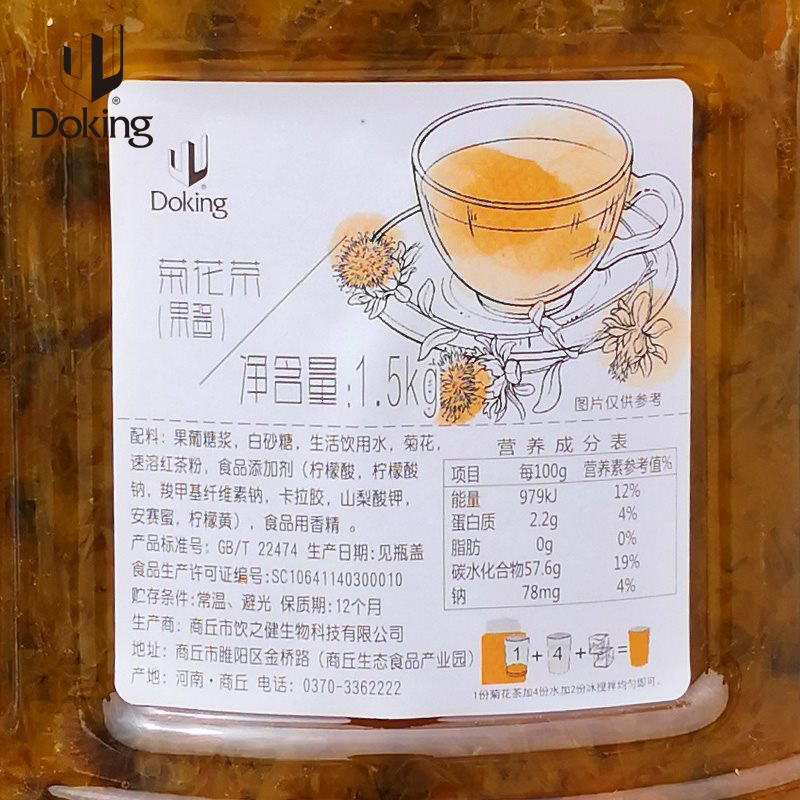 Doking
Doking
菊花茶
(果酱)
净含量:1.5kg
图片仅供参考
配料：果葡糖浆，白砂糖，生活饮用水，菊花，
速溶红茶粉，食品添加剂（柠檬酸，柠檬酸
钠，羧甲基纤维素钠，卡拉胶，山梨酸钾，
安赛蜜，柠檬黄），食品用香精 。
产品标准号：GB/T 22474 生产日期：见瓶盖
食品生产许可证编号:SC10641140300010
贮存条件:常温、避光 保质期:12个月
生产商：商丘市饮之健生物科技有限公司
地址：商丘市睢阳区金桥路（商丘生态食品产业园）
产地：河南·商丘 电话：0370-3362222
营养成分表
项目 每100g 营养素参考值%
能量 979kJ 12%
蛋白质 2.2g 4%
脂肪 0g 0%
碳水化合物 57.6g 19%
钠 78mg 4%
1 + 4 + =
1份菊花茶加4份水加2份冰搅拌均匀即可。